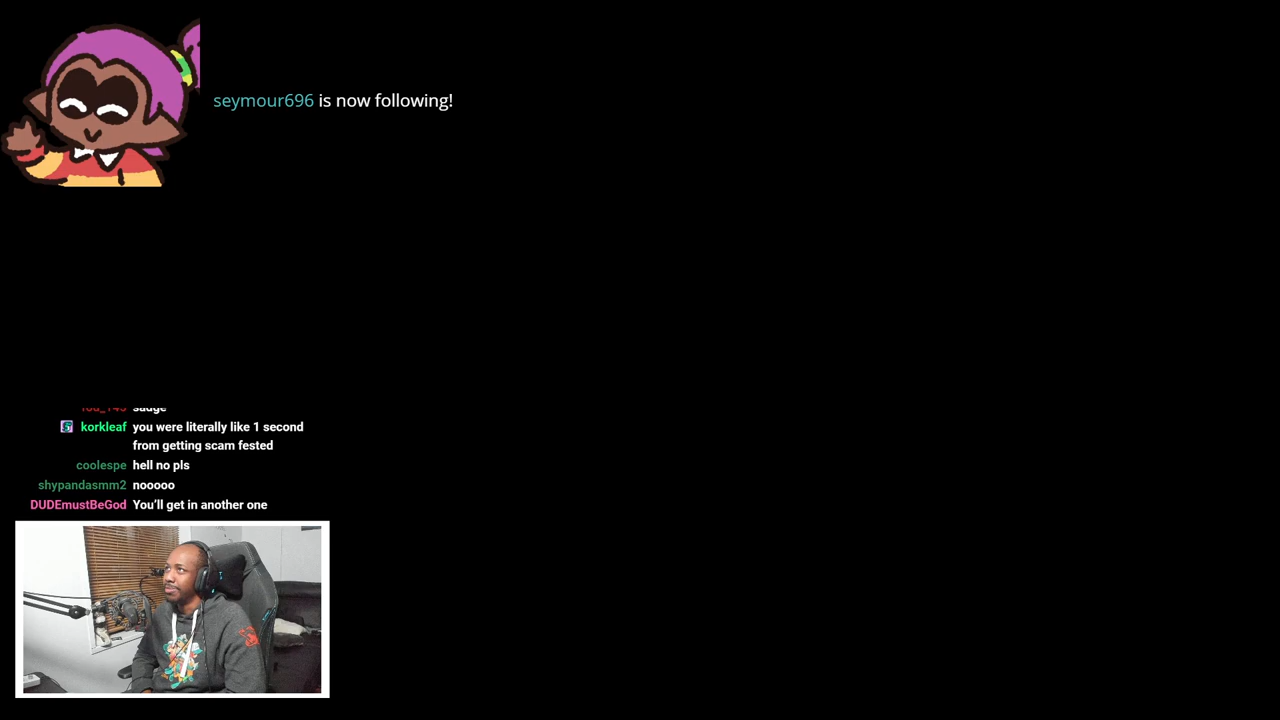 seymour696 is now following!
sadge
korkleaf you were literally like 1 second
from getting scam fested
coolespe hell no pls
shypandasmm2 nooooo
DUDEmustBeGod You'll get in another one